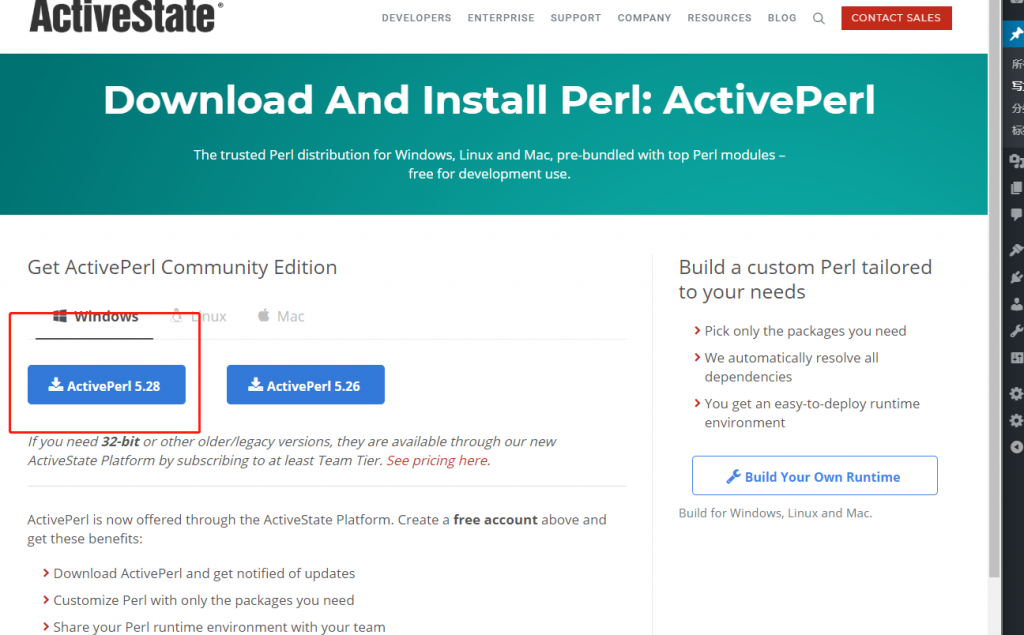 ActiveState®
DEVELOPERS ENTERPRISE SUPPORT COMPANY RESOURCES BLOG CONTACT SALES
Download And Install Perl: ActivePerl
The trusted Perl distribution for Windows, Linux and Mac, pre-bundled with top Perl modules –
free for development use.
Get ActivePerl Community Edition
Windows Linux Mac
ActivePerl 5.28 ActivePerl 5.26
If you need 32-bit or other older/legacy versions, they are available through our new
ActiveState Platform by subscribing to at least Team Tier. See pricing here.
ActivePerl is now offered through the ActiveState Platform. Create a free account above and
get these benefits:
Download ActivePerl and get notified of updates
Customize Perl with only the packages you need
Share your Perl runtime environment with your team
Build a custom Perl tailored
to your needs
Pick only the packages you need
We automatically resolve all
dependencies
You get an easy-to-deploy runtime
environment
Build Your Own Runtime
Build for Windows, Linux and Mac.
所
写
分
标